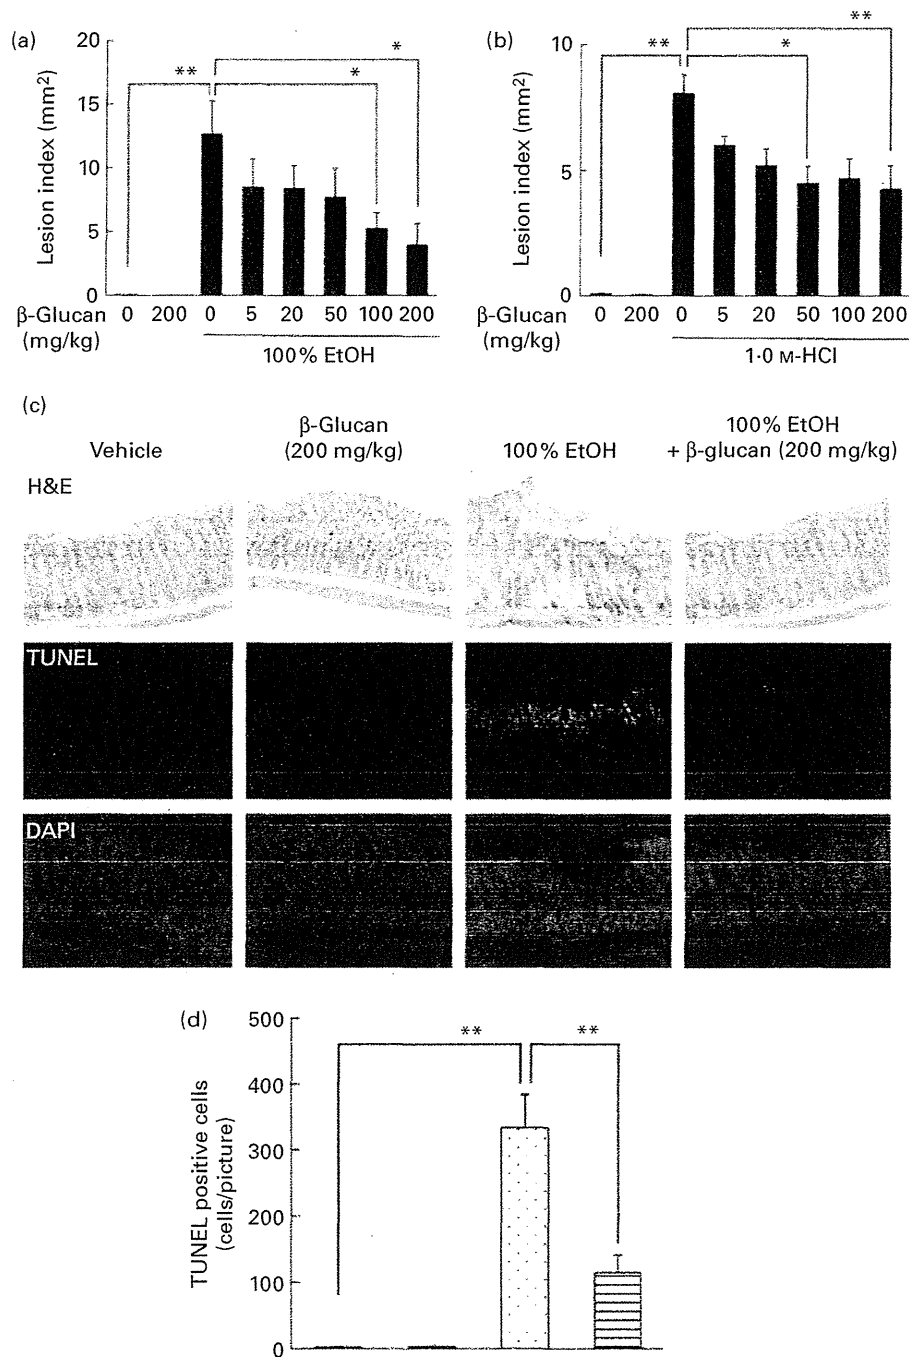 (a)
20
15
10
5
0
Lesion index (mm²)
**
*
*
β-Glucan
(mg/kg)
0 200 0 5 20 50 100 200
100% EtOH
(b)
10
5
0
Lesion index (mm²)
**
*
**
β-Glucan
(mg/kg)
0 200 0 5 20 50 100 200
1·0 M-HCl
(c)
Vehicle
β-Glucan
(200 mg/kg)
100% EtOH
100% EtOH
+ β-glucan (200 mg/kg)
H&E
TUNEL
DAPI
(d)
500
400
300
200
100
0
TUNEL positive cells
(cells/picture)
**
**